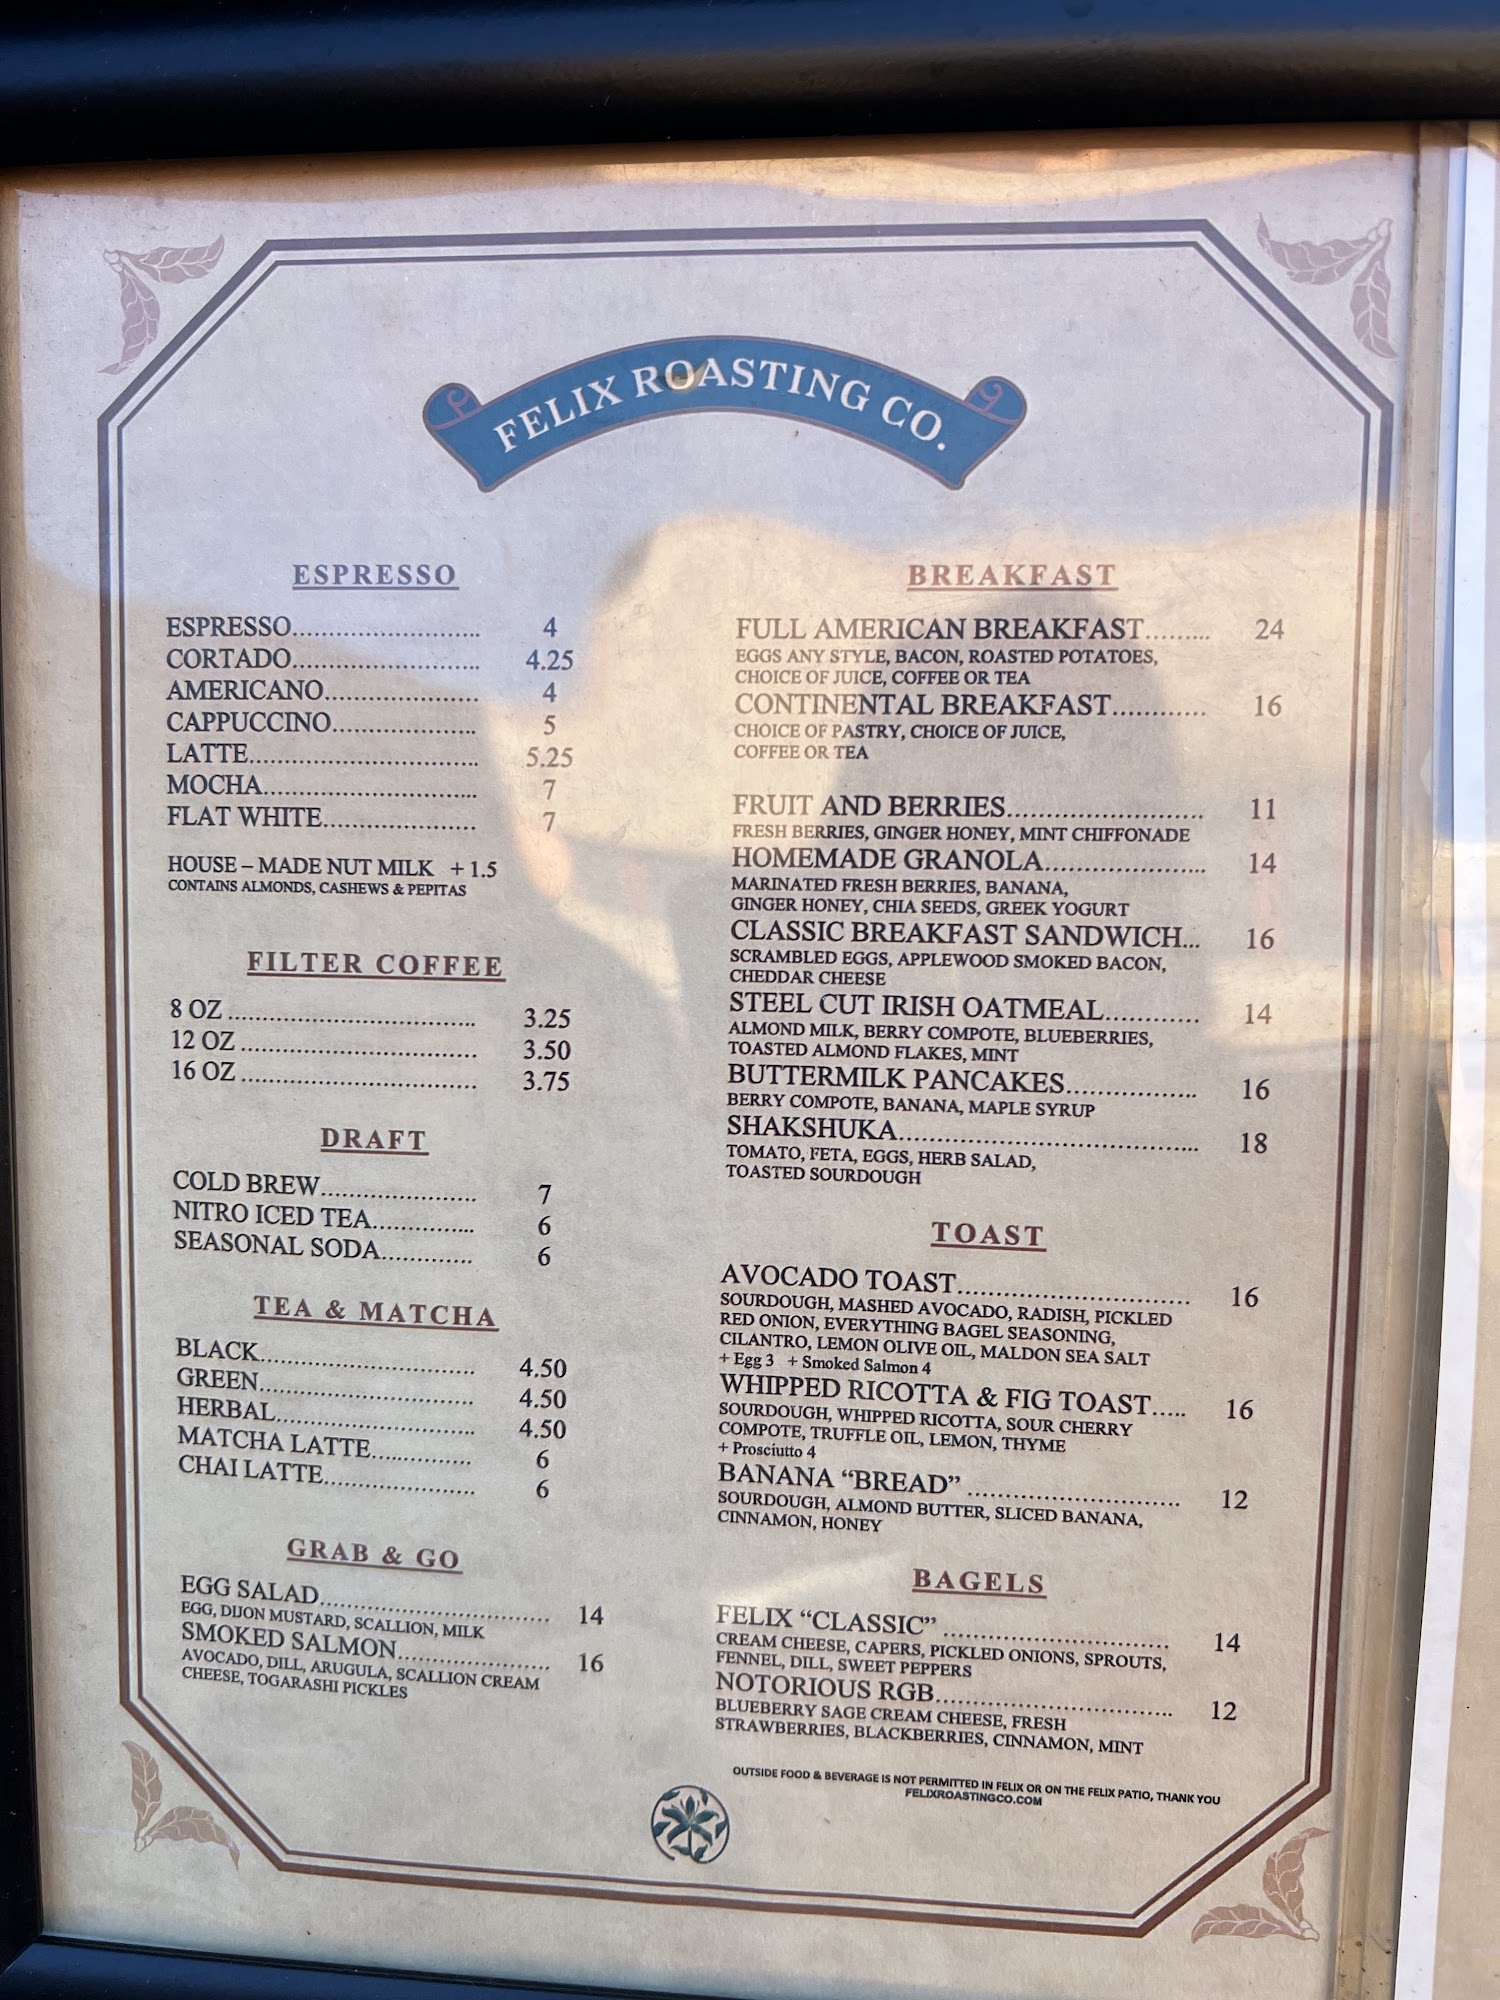 FELIX ROASTING CO.
ESPRESSO
ESPRESSO............................ 4
CORTADO............................ 4.25
AMERICANO....................... 4
CAPPUCCINO...................... 5
LATTE.................................. 5.25
MOCHA................................ 7
FLAT WHITE....................... 7
HOUSE – MADE NUT MILK + 1.5
CONTAINS ALMONDS, CASHEWS & PEPITAS
FILTER COFFEE
8 OZ ..................................... 3.25
12 OZ ................................... 3.50
16 OZ ................................... 3.75
DRAFT
COLD BREW....................... 7
NITRO ICED TEA............... 6
SEASONAL SODA............. 6
TEA & MATCHA
BLACK................................ 4.50
GREEN................................ 4.50
HERBAL.............................. 4.50
MATCHA LATTE............... 6
CHAI LATTE...................... 6
GRAB & GO
EGG SALAD.................................. 14
EGG, DIJON MUSTARD, SCALLION, MILK
SMOKED SALMON....................... 16
AVOCADO, DILL, ARUGULA, SCALLION CREAM
CHEESE, TOGARASHI PICKLES
BREAKFAST
FULL AMERICAN BREAKFAST......... 24
EGGS ANY STYLE, BACON, ROASTED POTATOES,
CHOICE OF JUICE, COFFEE OR TEA
CONTINENTAL BREAKFAST............ 16
CHOICE OF PASTRY, CHOICE OF JUICE,
COFFEE OR TEA
FRUIT AND BERRIES......................... 11
FRESH BERRIES, GINGER HONEY, MINT CHIFFONADE
HOMEMADE GRANOLA..................... 14
MARINATED FRESH BERRIES, BANANA,
GINGER HONEY, CHIA SEEDS, GREEK YOGURT
CLASSIC BREAKFAST SANDWICH... 16
SCRAMBLED EGGS, APPLEWOOD SMOKED BACON,
CHEDDAR CHEESE
STEEL CUT IRISH OATMEAL............ 14
ALMOND MILK, BERRY COMPOTE, BLUEBERRIES,
TOASTED ALMOND FLAKES, MINT
BUTTERMILK PANCAKES................. 16
BERRY COMPOTE, BANANA, MAPLE SYRUP
SHAKSHUKA...................................... 18
TOMATO, FETA, EGGS, HERB SALAD,
TOASTED SOURDOUGH
TOAST
AVOCADO TOAST.............................. 16
SOURDOUGH, MASHED AVOCADO, RADISH, PICKLED
RED ONION, EVERYTHING BAGEL SEASONING,
CILANTRO, LEMON OLIVE OIL, MALDON SEA SALT
+ Egg 3 + Smoked Salmon 4
WHIPPED RICOTTA & FIG TOAST..... 16
SOURDOUGH, WHIPPED RICOTTA, SOUR CHERRY
COMPOTE, TRUFFLE OIL, LEMON, THYME
+ Prosciutto 4
BANANA “BREAD” ........................... 12
SOURDOUGH, ALMOND BUTTER, SLICED BANANA,
CINNAMON, HONEY
BAGELS
FELIX “CLASSIC” ............................. 14
CREAM CHEESE, CAPERS, PICKLED ONIONS, SPROUTS,
FENNEL, DILL, SWEET PEPPERS
NOTORIOUS RGB............................... 12
BLUEBERRY SAGE CREAM CHEESE, FRESH
STRAWBERRIES, BLACKBERRIES, CINNAMON, MINT
OUTSIDE FOOD & BEVERAGE IS NOT PERMITTED IN FELIX OR ON THE FELIX PATIO, THANK YOU
FELIXROASTINGCO.COM